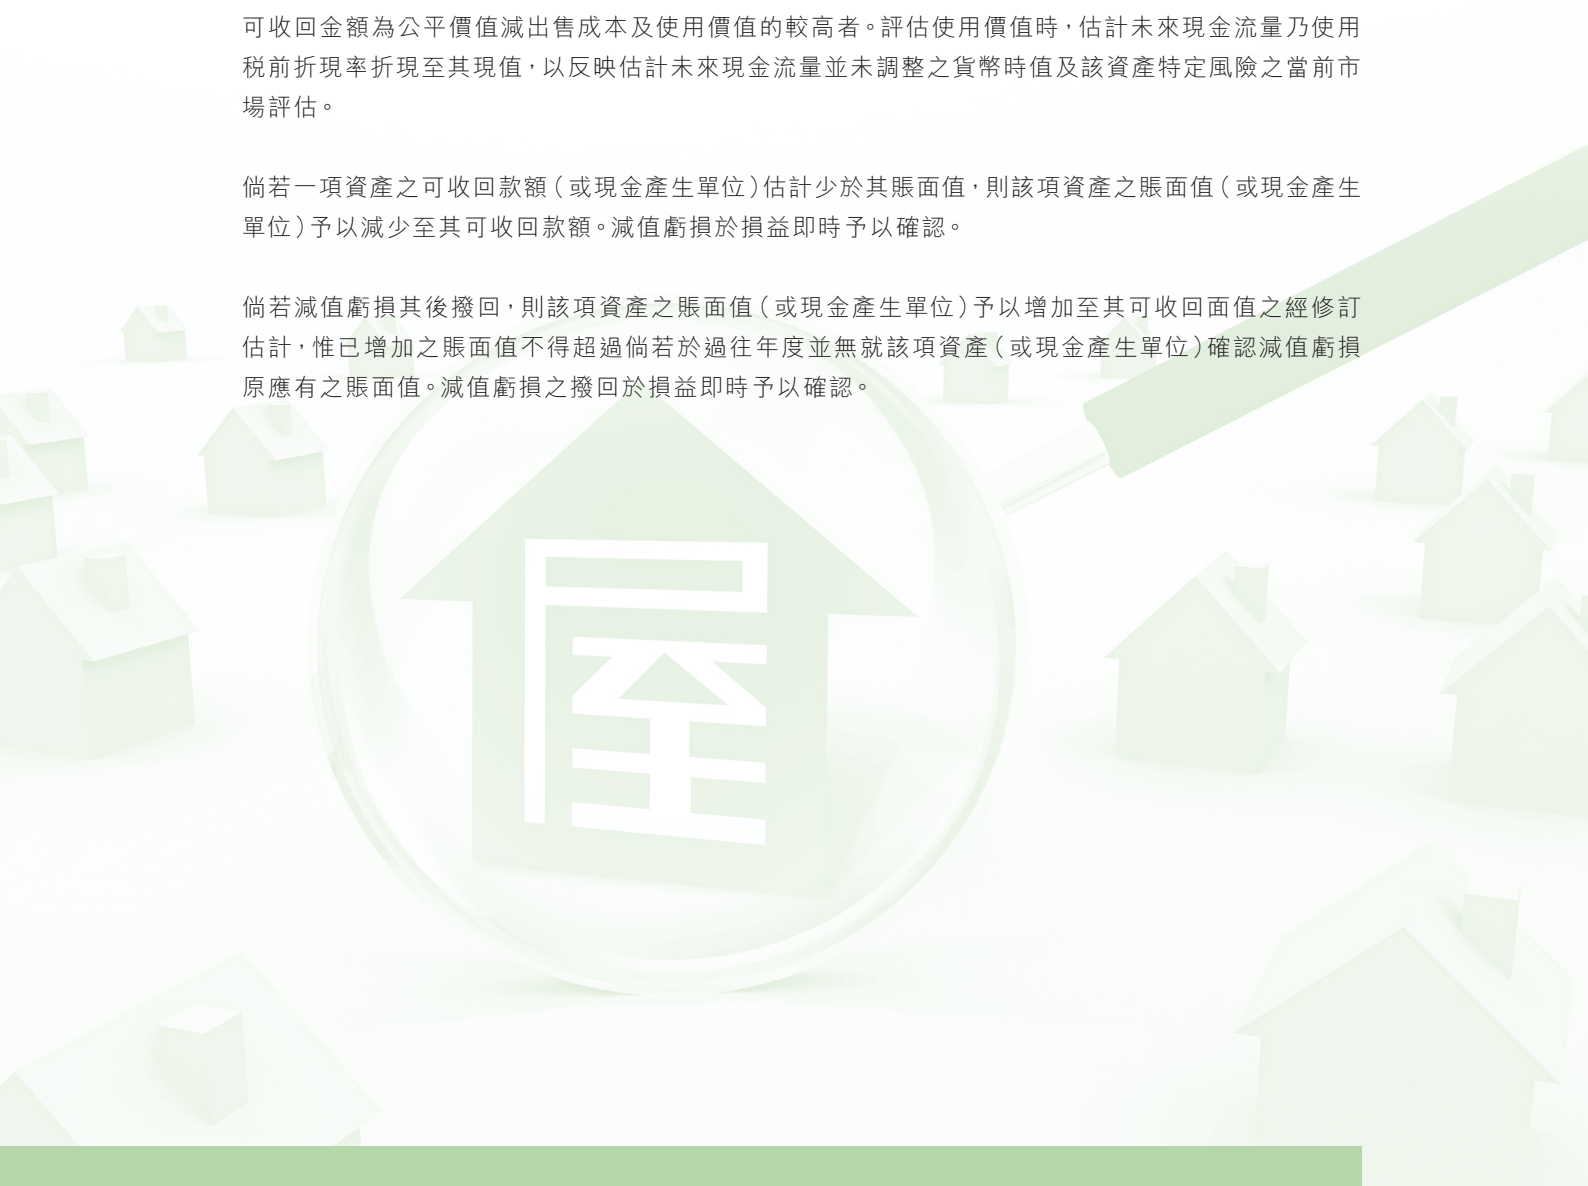 可收回金額為公平價值減出售成本及使用價值的較高者。評估使用價值時，估計未來現金流量乃使用
税前折現率折現至其現值，以反映估計未來現金流量並未調整之貨幣時值及該資產特定風險之當前市
場評估。
倘若一項資產之可收回款額（或現金產生單位）估計少於其賬面值，則該項資產之賬面值（或現金產生
單位）予以減少至其可收回款額。減值虧損於損益即時予以確認。
倘若減值虧損其後撥回，則該項資產之賬面值（或現金產生單位）予以增加至其可收回面值之經修訂
估計，惟已增加之賬面值不得超過倘若於過往年度並無就該項資產（或現金產生單位）確認減值虧損
原應有之賬面值。減值虧損之撥回於損益即時予以確認。
屋